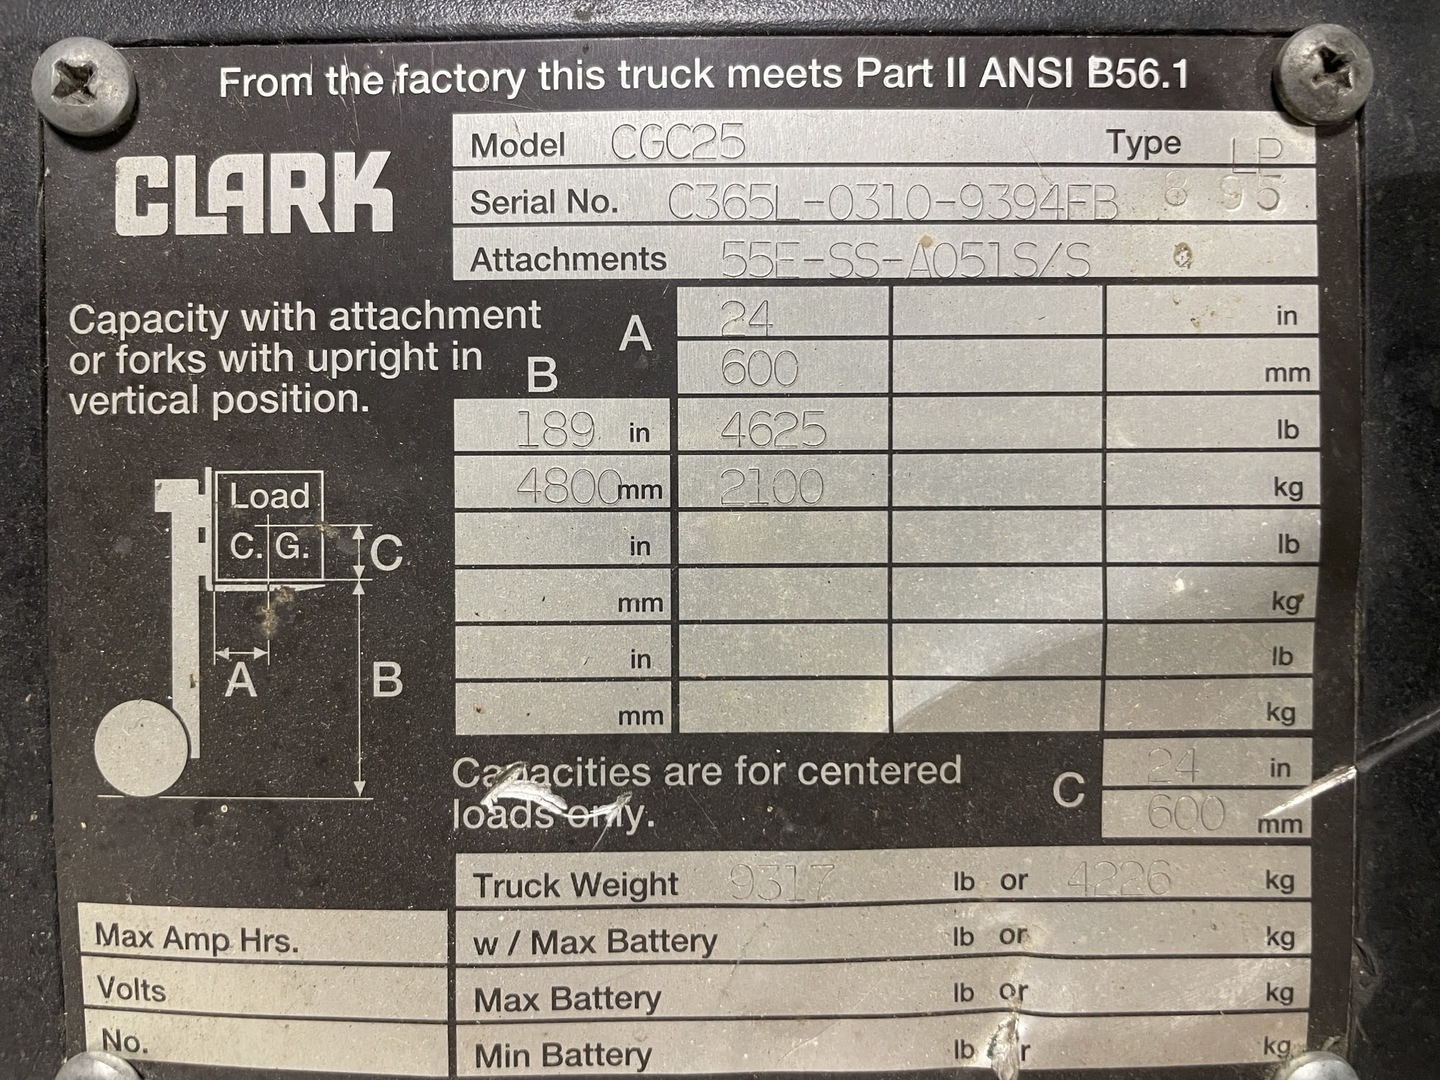 From the factory this truck meets Part II ANSI B56.1
CLARK
Model CGC25 Type LP
Serial No. C365L-0310-9394FB 8 95
Attachments 55E-SS-A051S/S
Capacity with attachment
or forks with upright in
vertical position.
A 24 in
600 mm
B
189 in 4625 lb
4800 mm 2100 kg
in lb
mm kg
in lb
mm kg
Load
C. G.
C
A
B
Capacities are for centered
loads only.
C 24 in
600 mm
Truck Weight 9317 lb or 4226 kg
Max Amp Hrs.
w / Max Battery lb or kg
Volts
Max Battery lb or kg
No.
Min Battery lb kg